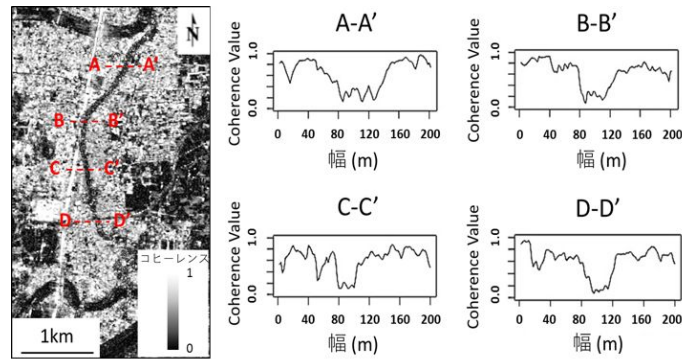 N
A A'
B B'
C C'
D D'
コヒーレンス
1
0
1km
A-A'
Coherence Value
1.0
0.0
0 40 80 120 160 200
幅 (m)
B-B'
Coherence Value
1.0
0.0
0 40 80 120 160 200
幅 (m)
C-C'
Coherence Value
1.0
0.0
0 40 80 120 160 200
幅 (m)
D-D'
Coherence Value
1.0
0.0
0 40 80 120 160 200
幅 (m)